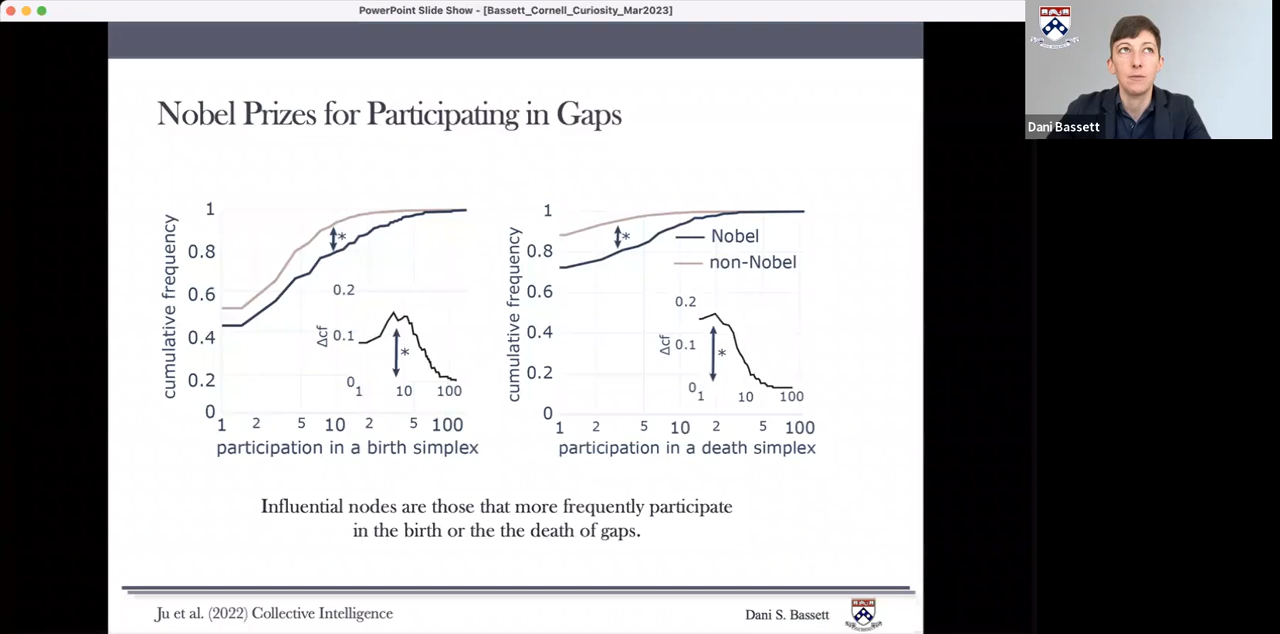 PowerPoint Slide Show - [Bassett_Cornell_Curiosity_Mar2023]
Dani Bassett
Nobel Prizes for Participating in Gaps
cumulative frequency
1
0.8
0.6
0.4
0.2
0
*
Δcf
0.2
0.1
0
*
1 10 100
1 2 5 10 2 5 100
participation in a birth simplex
cumulative frequency
1
0.8
0.6
0.4
0.2
0
*
Nobel
non-Nobel
Δcf
0.2
0.1
0
*
1 10 100
1 2 5 10 2 5 100
participation in a death simplex
Influential nodes are those that more frequently participate
in the birth or the the death of gaps.
Ju et al. (2022) Collective Intelligence
Dani S. Bassett